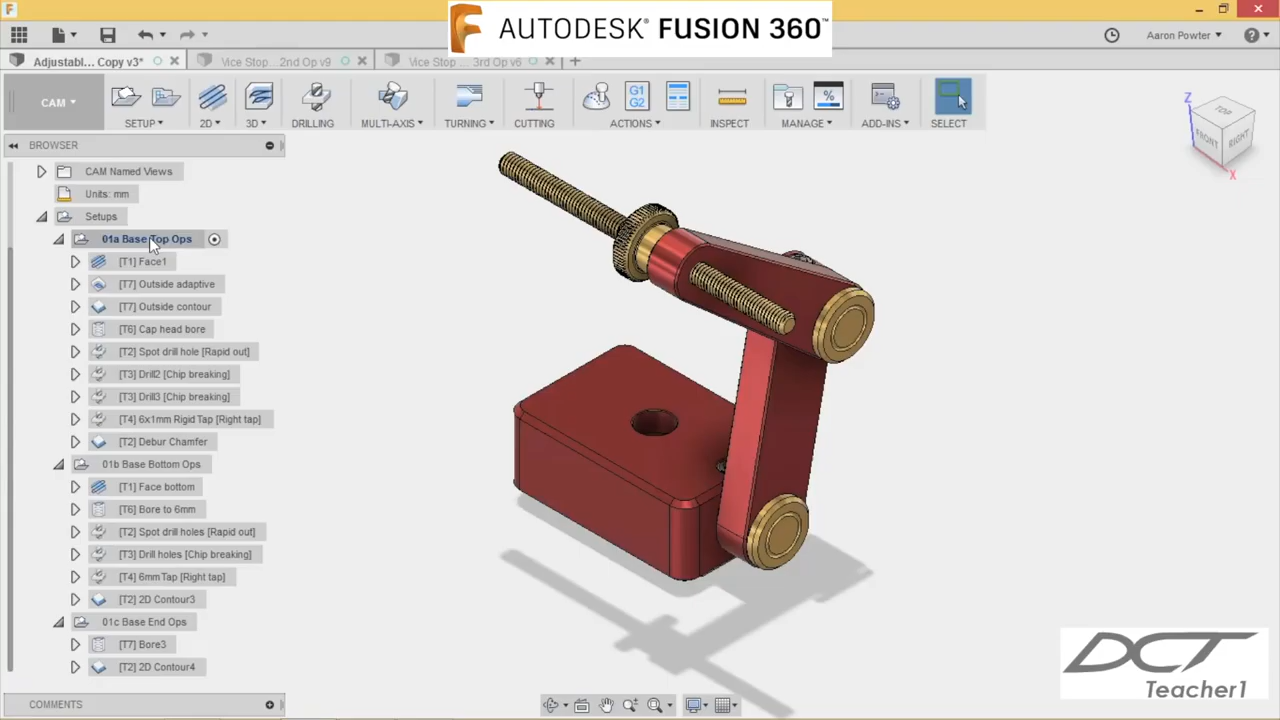 AUTODESK® FUSION 360™
Aaron Powter
Adjustabl... Copy v3*
Vice Stop ... 2nd Op v9
Vice Stop ... 3rd Op v6
CAM
SETUP
2D
3D
DRILLING
MULTI-AXIS
TURNING
CUTTING
G1
G2
ACTIONS
INSPECT
%
MANAGE
ADD-INS
SELECT
BROWSER
CAM Named Views
Units: mm
Setups
01a Base Top Ops
[T1] Face1
[T7] Outside adaptive
[T7] Outside contour
[T6] Cap head bore
[T2] Spot drill hole [Rapid out]
[T3] Drill2 [Chip breaking]
[T3] Drill3 [Chip breaking]
[T4] 6x1mm Rigid Tap [Right tap]
[T2] Debur Chamfer
01b Base Bottom Ops
[T1] Face bottom
[T6] Bore to 6mm
[T2] Spot drill holes [Rapid out]
[T3] Drill holes [Chip breaking]
[T4] 6mm Tap [Right tap]
[T2] 2D Contour3
01c Base End Ops
[T7] Bore3
[T2] 2D Contour4
COMMENTS
Z
TOP
FRONT
RIGHT
X
DCT
Teacher1